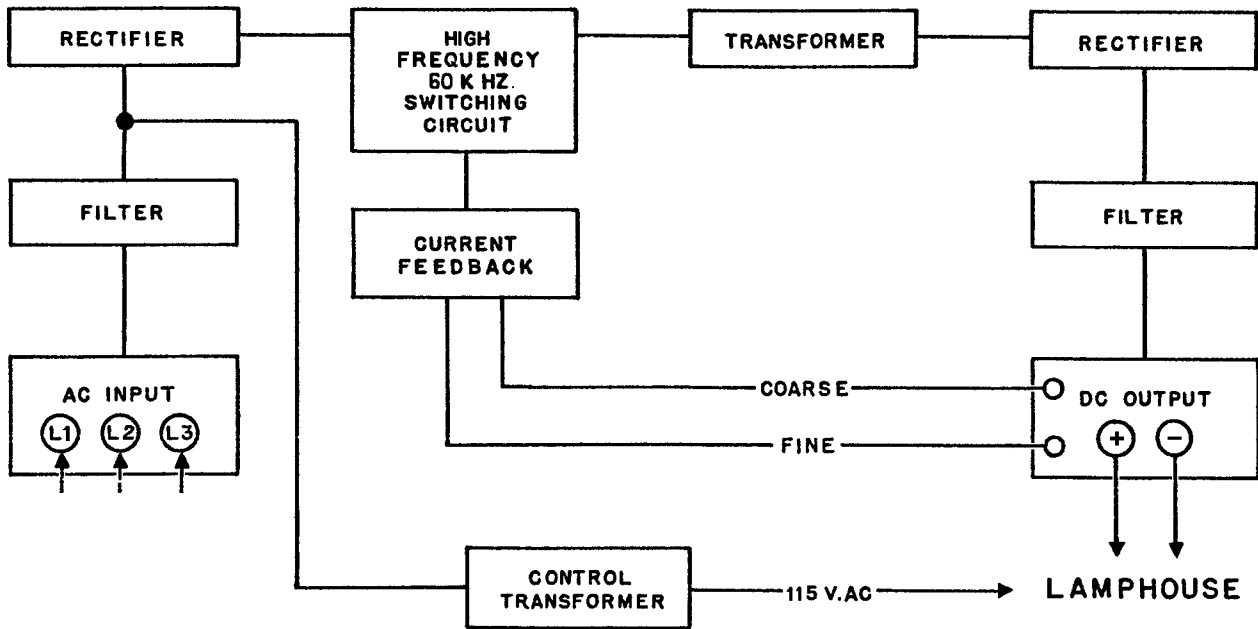 RECTIFIER
HIGH
FREQUENCY
60 K HZ.
SWITCHING
CIRCUIT
TRANSFORMER
RECTIFIER
FILTER
CURRENT
FEEDBACK
FILTER
AC INPUT
L1 L2 L3
COARSE
FINE
DC OUTPUT
+ −
CONTROL
TRANSFORMER
115 V.AC
LAMPHOUSE